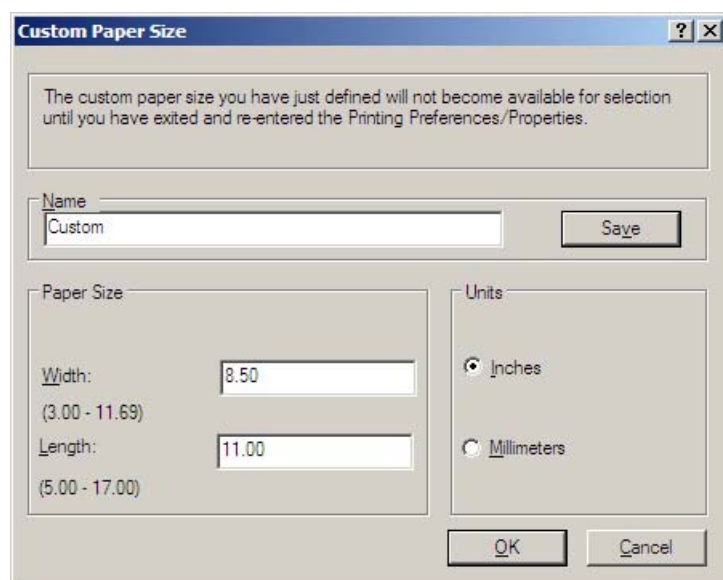 Custom Paper Size
The custom paper size you have just defined will not become available for selection
until you have exited and re-entered the Printing Preferences/Properties.
Name
Custom
Save
Paper Size
Width:
8.50
(3.00 - 11.69)
Length:
11.00
(5.00 - 17.00)
Units
Inches
Millimeters
OK
Cancel